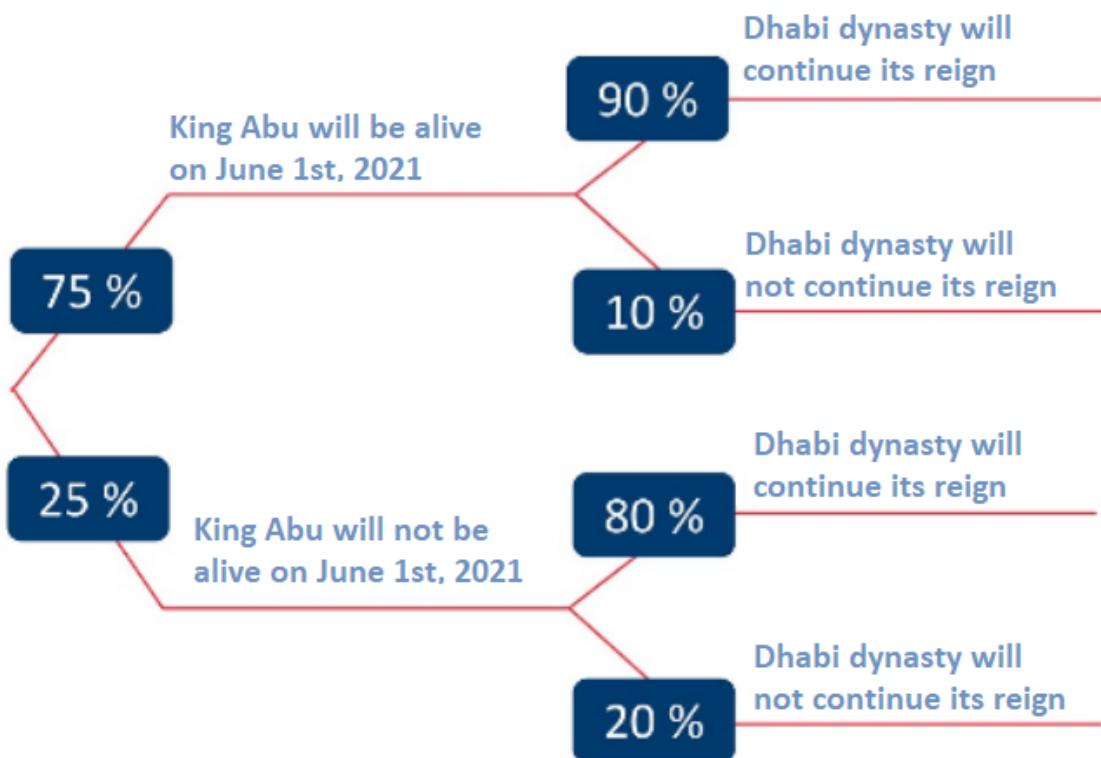 Dhabi dynasty will
continue its reign
90 %
King Abu will be alive
on June 1st, 2021
Dhabi dynasty will
not continue its reign
75 %
10 %
Dhabi dynasty will
continue its reign
25 %
80 %
King Abu will not be
alive on June 1st, 2021
Dhabi dynasty will
not continue its reign
20 %